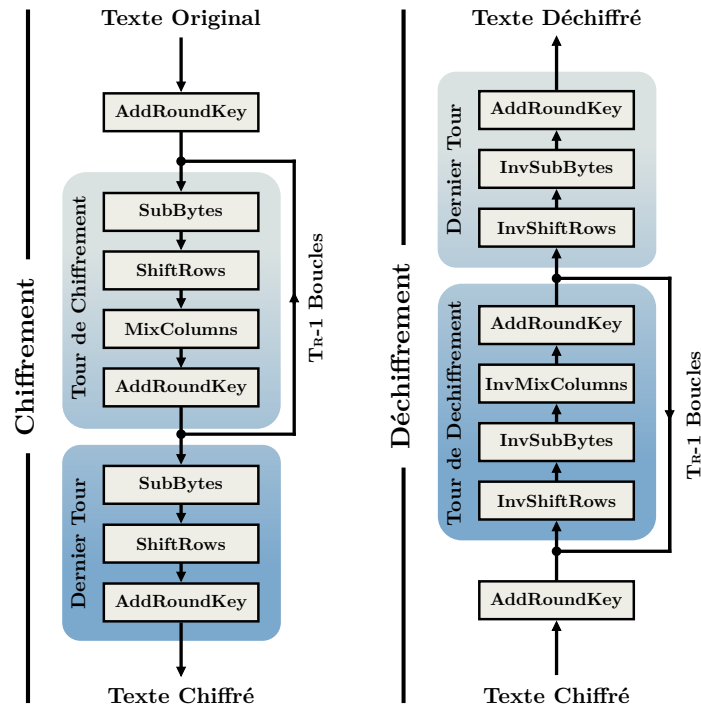 Texte Original
AddRoundKey
SubBytes
ShiftRows
MixColumns
AddRoundKey
Tour de Chiffrement
TR-1 Boucles
SubBytes
ShiftRows
AddRoundKey
Dernier Tour
Texte Chiffré
Chiffrement
Texte Déchiffré
AddRoundKey
InvSubBytes
InvShiftRows
Dernier Tour
AddRoundKey
InvMixColumns
InvSubBytes
InvShiftRows
Tour de Dechiffrement
TR-1 Boucles
AddRoundKey
Texte Chiffré
Déchiffrement